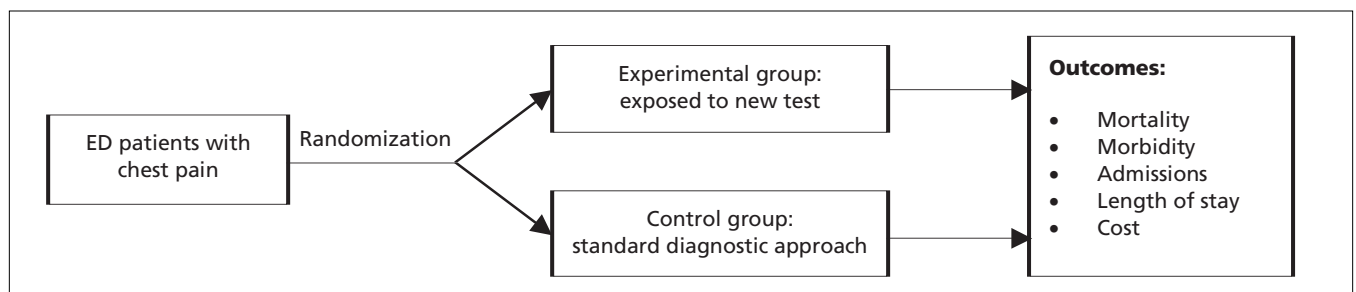 ED patients with
chest pain
Randomization
Experimental group:
exposed to new test
Control group:
standard diagnostic approach
Outcomes:
• Mortality
• Morbidity
• Admissions
• Length of stay
• Cost